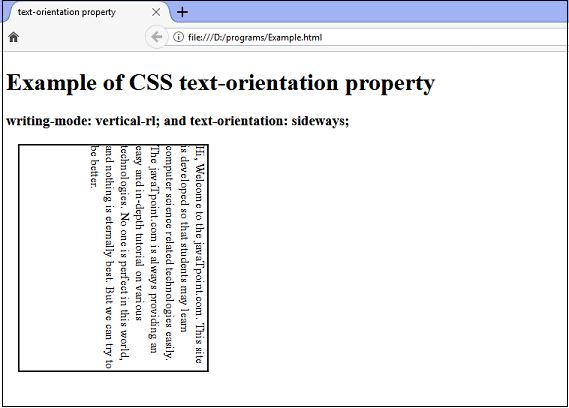 text-orientation property
file:///D:/programs/Example.html
Example of CSS text-orientation property
writing-mode: vertical-rl; and text-orientation: sideways;
Hi, Welcome to the javaTpoint.com. This site
is developed so that students may learn
computer science related technologies easily.
The javaTpoint.com is always providing an
easy and in-depth tutorial on various
technologies. No one is perfect in this world,
and nothing is eternally best. But we can try to
be better.